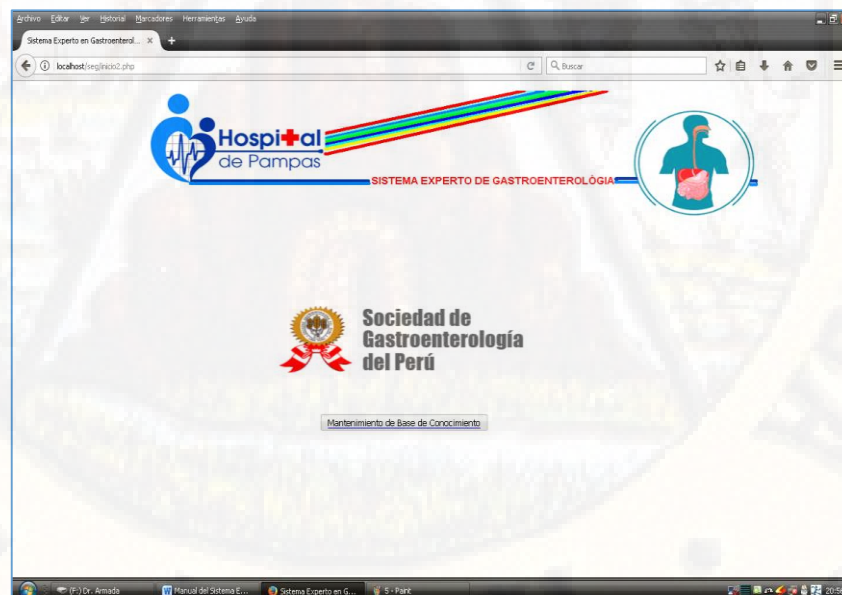 Archivo Editar Ver Historial Marcadores Herramientas Ayuda
Sistema Experto en Gastroenterol... × +
localhost/seg/inicio2.php
Buscar
Hospital
de Pampas
SISTEMA EXPERTO DE GASTROENTEROLÓGIA
Sociedad de
Gastroenterología
del Perú
Mantenimiento de Base de Conocimiento
(F:) Dr. Armada
Manual del Sistema E...
Sistema Experto en G...
5 - Paint